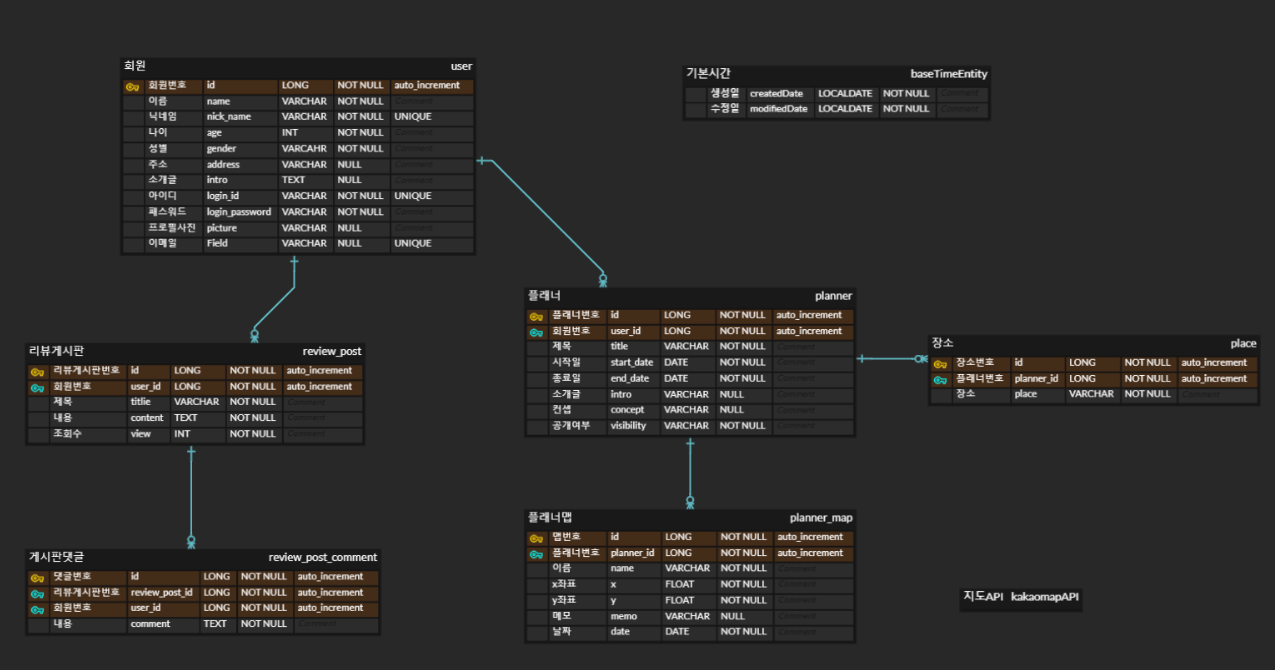 회원 user
회원번호 id LONG NOT NULL auto_increment
이름 name VARCHAR NOT NULL Comment
닉네임 nick_name VARCHAR NOT NULL UNIQUE
나이 age INT NOT NULL Comment
성별 gender VARCAHR NOT NULL Comment
주소 address VARCHAR NULL Comment
소개글 intro TEXT NULL Comment
아이디 login_id VARCHAR NOT NULL UNIQUE
패스워드 login_password VARCHAR NOT NULL Comment
프로필사진 picture VARCHAR NULL Comment
이메일 Field VARCHAR NULL UNIQUE
기본시간 baseTimeEntity
생성일 createdDate LOCALDATE NOT NULL Comment
수정일 modifiedDate LOCALDATE NOT NULL Comment
리뷰게시판 review_post
리뷰게시판번호 id LONG NOT NULL auto_increment
회원번호 user_id LONG NOT NULL auto_increment
제목 titlie VARCHAR NOT NULL Comment
내용 content TEXT NOT NULL Comment
조회수 view INT NOT NULL Comment
플래너 planner
플래너번호 id LONG NOT NULL auto_increment
회원번호 user_id LONG NOT NULL auto_increment
제목 title VARCHAR NOT NULL Comment
시작일 start_date DATE NOT NULL Comment
종료일 end_date DATE NOT NULL Comment
소개글 intro VARCHAR NULL Comment
컨셉 concept VARCHAR NULL Comment
공개여부 visibility VARCHAR NOT NULL Comment
장소 place
장소번호 id LONG NOT NULL auto_increment
플래너번호 planner_id LONG NOT NULL auto_increment
장소 place VARCHAR NOT NULL Comment
게시판댓글 review_post_comment
댓글번호 id LONG NOT NULL auto_increment
리뷰게시판번호 review_post_id LONG NOT NULL auto_increment
회원번호 user_id LONG NOT NULL auto_increment
내용 comment TEXT NOT NULL Comment
플래너맵 planner_map
맵번호 id LONG NOT NULL auto_increment
플래너번호 planner_id LONG NOT NULL auto_increment
이름 name VARCHAR NOT NULL Comment
x좌표 x FLOAT NOT NULL Comment
y좌표 y FLOAT NOT NULL Comment
메모 memo VARCHAR NULL Comment
날짜 date DATE NOT NULL Comment
지도API kakaomapAPI